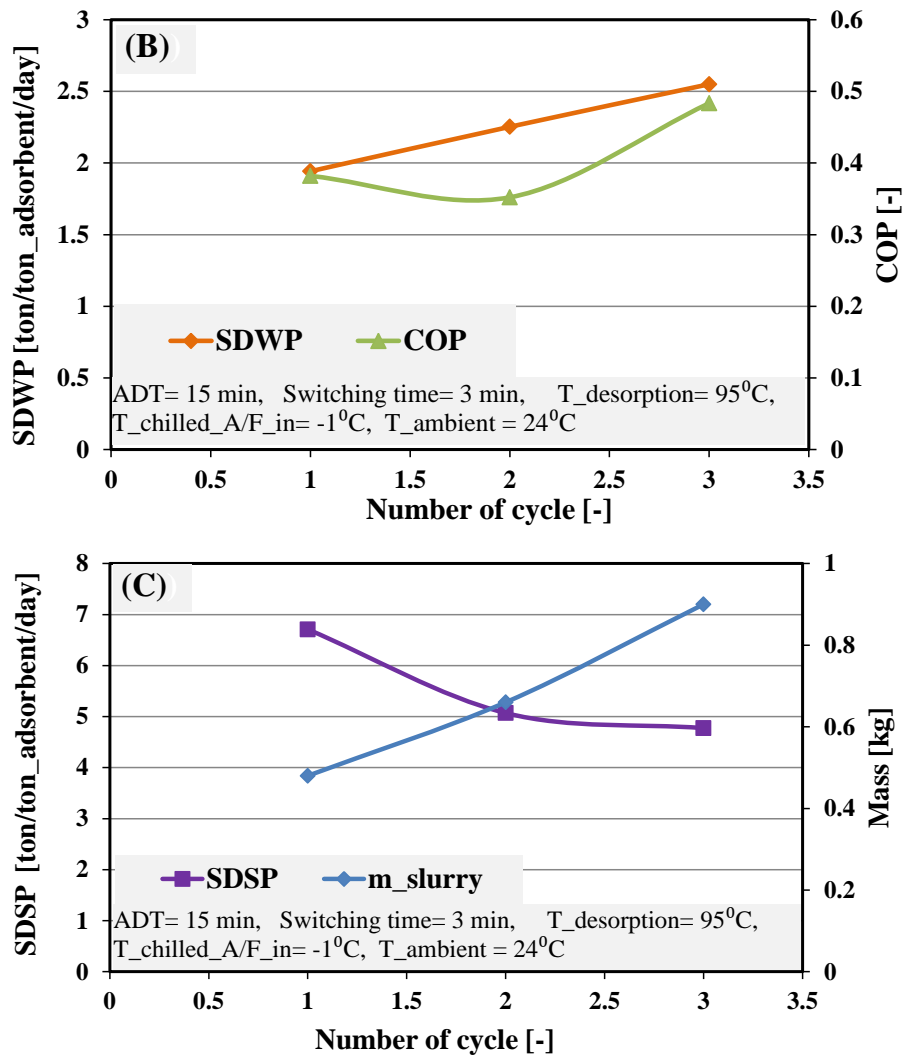 (B)
3
2.5
2
1.5
1
0.5
0
SDWP [ton/ton_adsorbent/day]
0.6
0.5
0.4
0.3
0.2
0.1
0
COP [-]
SDWP COP
ADT= 15 min, Switching time= 3 min, T_desorption= 95⁰C,
T_chilled_A/F_in= -1⁰C, T_ambient = 24⁰C
0 0.5 1 1.5 2 2.5 3 3.5
Number of cycle [-]
(C)
8
7
6
5
4
3
2
1
0
SDSP [ton/ton_adsorbent/day]
1
0.8
0.6
0.4
0.2
0
Mass [kg]
SDSP m_slurry
ADT= 15 min, Switching time= 3 min, T_desorption= 95⁰C,
T_chilled_A/F_in= -1⁰C, T_ambient = 24⁰C
0 0.5 1 1.5 2 2.5 3 3.5
Number of cycle [-]